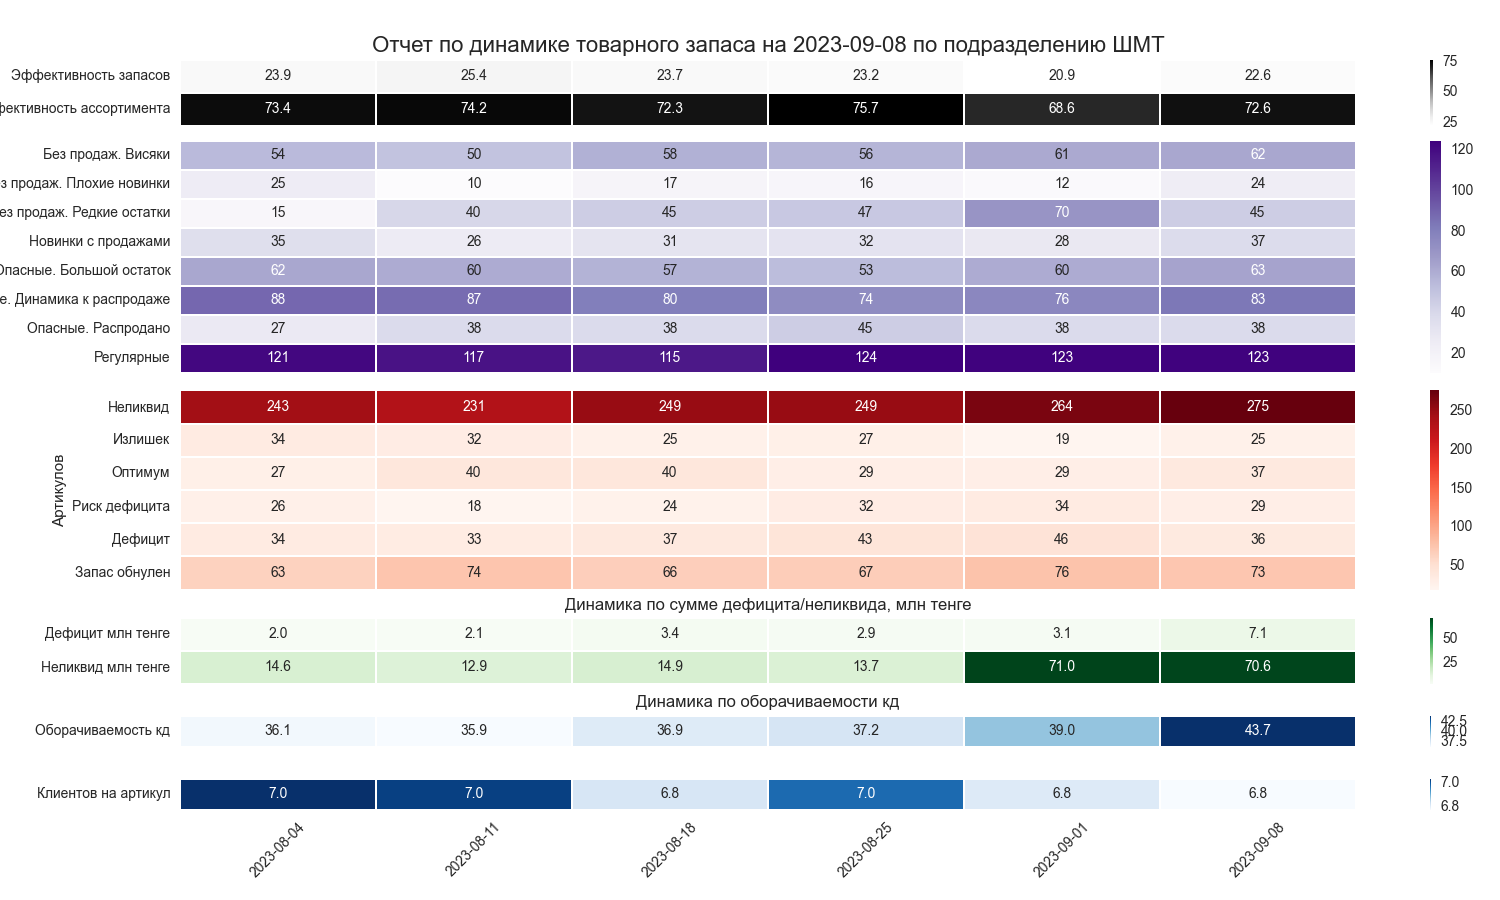 Отчет по динамике товарного запаса на 2023-09-08 по подразделению ШМТ
Эффективность запасов 23.9 25.4 23.7 23.2 20.9 22.6
фективность ассортимента 73.4 74.2 72.3 75.7 68.6 72.6
75
50
25
Без продаж. Висяки 54 50 58 56 61 62
з продаж. Плохие новинки 25 10 17 16 12 24
ез продаж. Редкие остатки 15 40 45 47 70 45
Новинки с продажами 35 26 31 32 28 37
Опасные. Большой остаток 62 60 57 53 60 63
е. Динамика к распродаже 88 87 80 74 76 83
Опасные. Распродано 27 38 38 45 38 38
Регулярные 121 117 115 124 123 123
120
100
80
60
40
20
Артикулов
Неликвид 243 231 249 249 264 275
Излишек 34 32 25 27 19 25
Оптимум 27 40 40 29 29 37
Риск дефицита 26 18 24 32 34 29
Дефицит 34 33 37 43 46 36
Запас обнулен 63 74 66 67 76 73
250
200
150
100
50
Динамика по сумме дефицита/неликвида, млн тенге
Дефицит млн тенге 2.0 2.1 3.4 2.9 3.1 7.1
Неликвид млн тенге 14.6 12.9 14.9 13.7 71.0 70.6
50
25
Динамика по оборачиваемости кд
Оборачиваемость кд 36.1 35.9 36.9 37.2 39.0 43.7
42.5
40.0
37.5
Клиентов на артикул 7.0 7.0 6.8 7.0 6.8 6.8
7.0
6.8
2023-08-04 2023-08-11 2023-08-18 2023-08-25 2023-09-01 2023-09-08